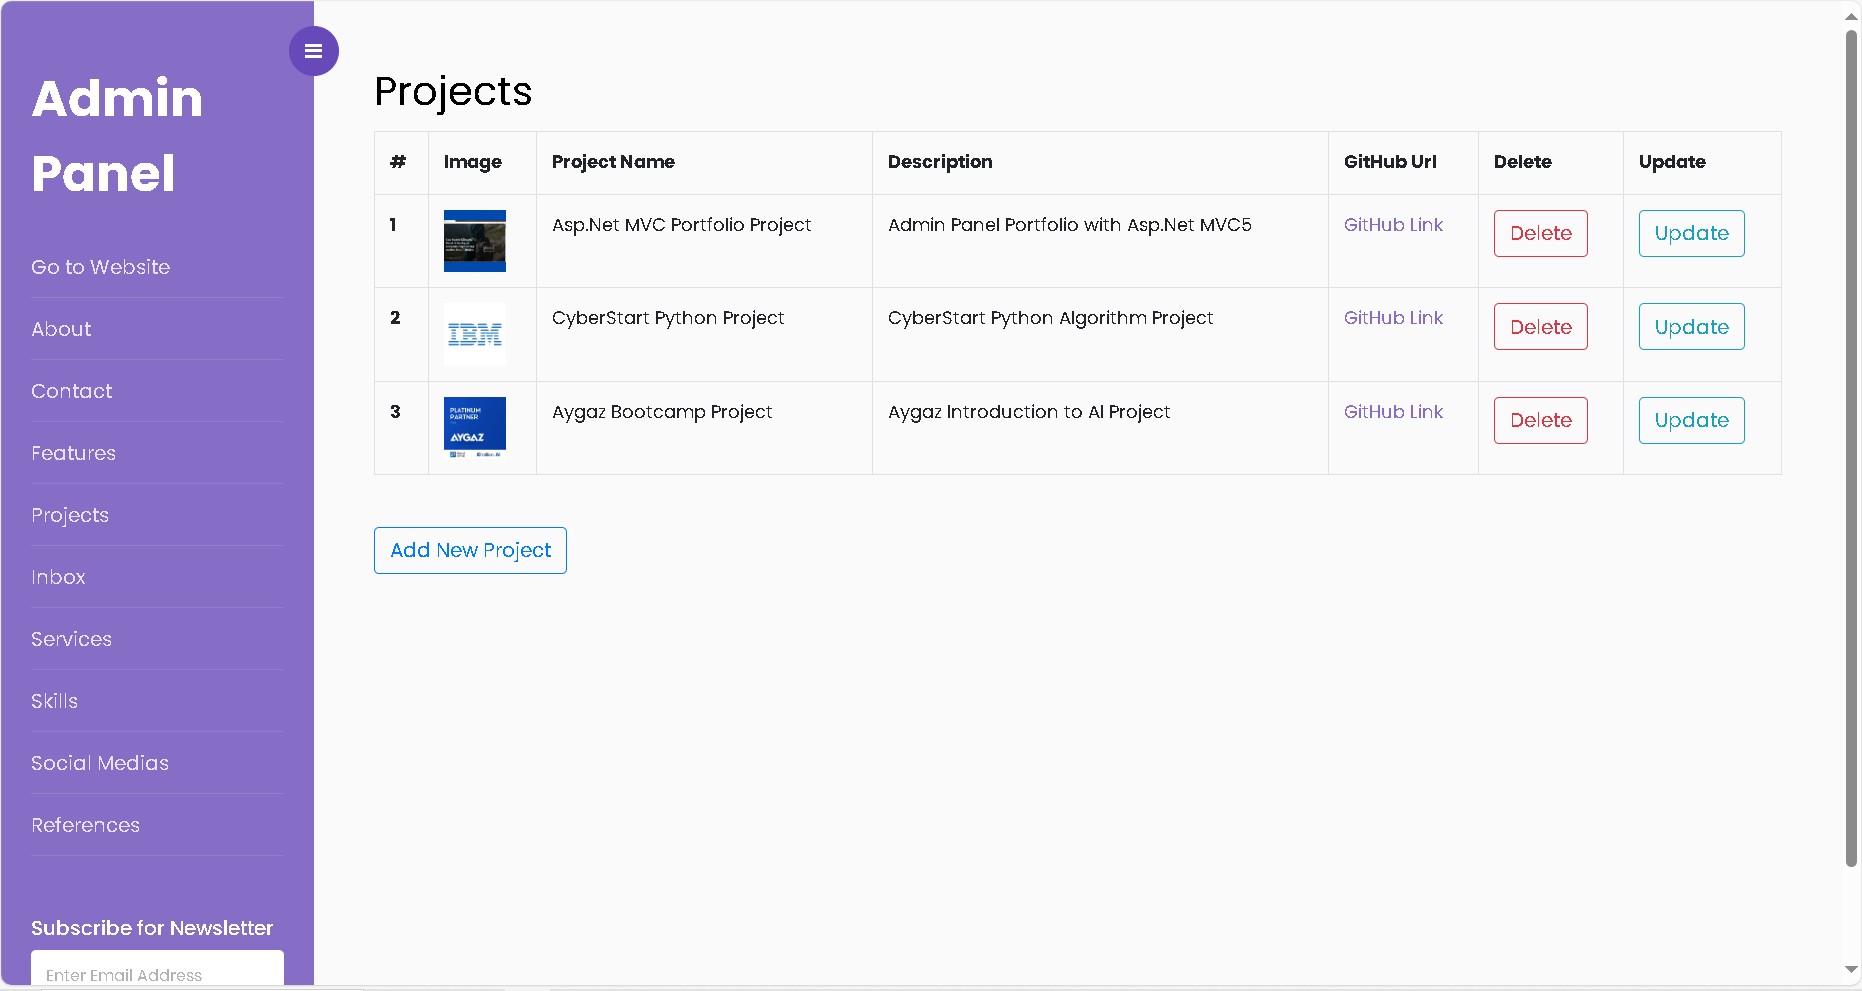 Admin
Panel
Go to Website
About
Contact
Features
Projects
Inbox
Services
Skills
Social Medias
References
Subscribe for Newsletter
Enter Email Address
Projects
# Image Project Name Description GitHub Url Delete Update
1 Asp.Net MVC Portfolio Project Admin Panel Portfolio with Asp.Net MVC5 GitHub Link Delete Update
2 IBM CyberStart Python Project CyberStart Python Algorithm Project GitHub Link Delete Update
3 PLATINUM PARTNER AYGAZ Aygaz Bootcamp Project Aygaz Introduction to AI Project GitHub Link Delete Update
Add New Project